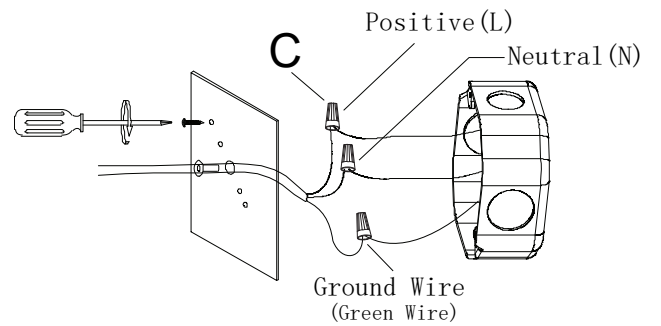 Positive(L)
C
Neutral(N)
Ground Wire
(Green Wire)